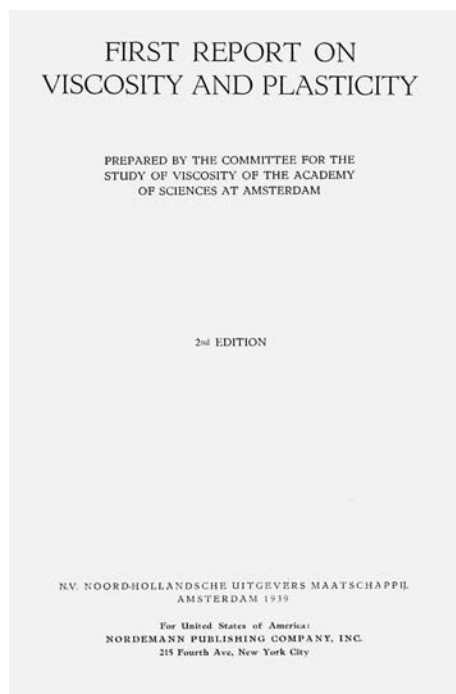 FIRST REPORT ON
VISCOSITY AND PLASTICITY
PREPARED BY THE COMMITTEE FOR THE
STUDY OF VISCOSITY OF THE ACADEMY
OF SCIENCES AT AMSTERDAM
2nd EDITION
N.V. NOORD-HOLLANDSCHE UITGEVERS MAATSCHAPPIJ,
AMSTERDAM 1939
For United States of America:
NORDEMANN PUBLISHING COMPANY, INC.
215 Fourth Ave, New York City